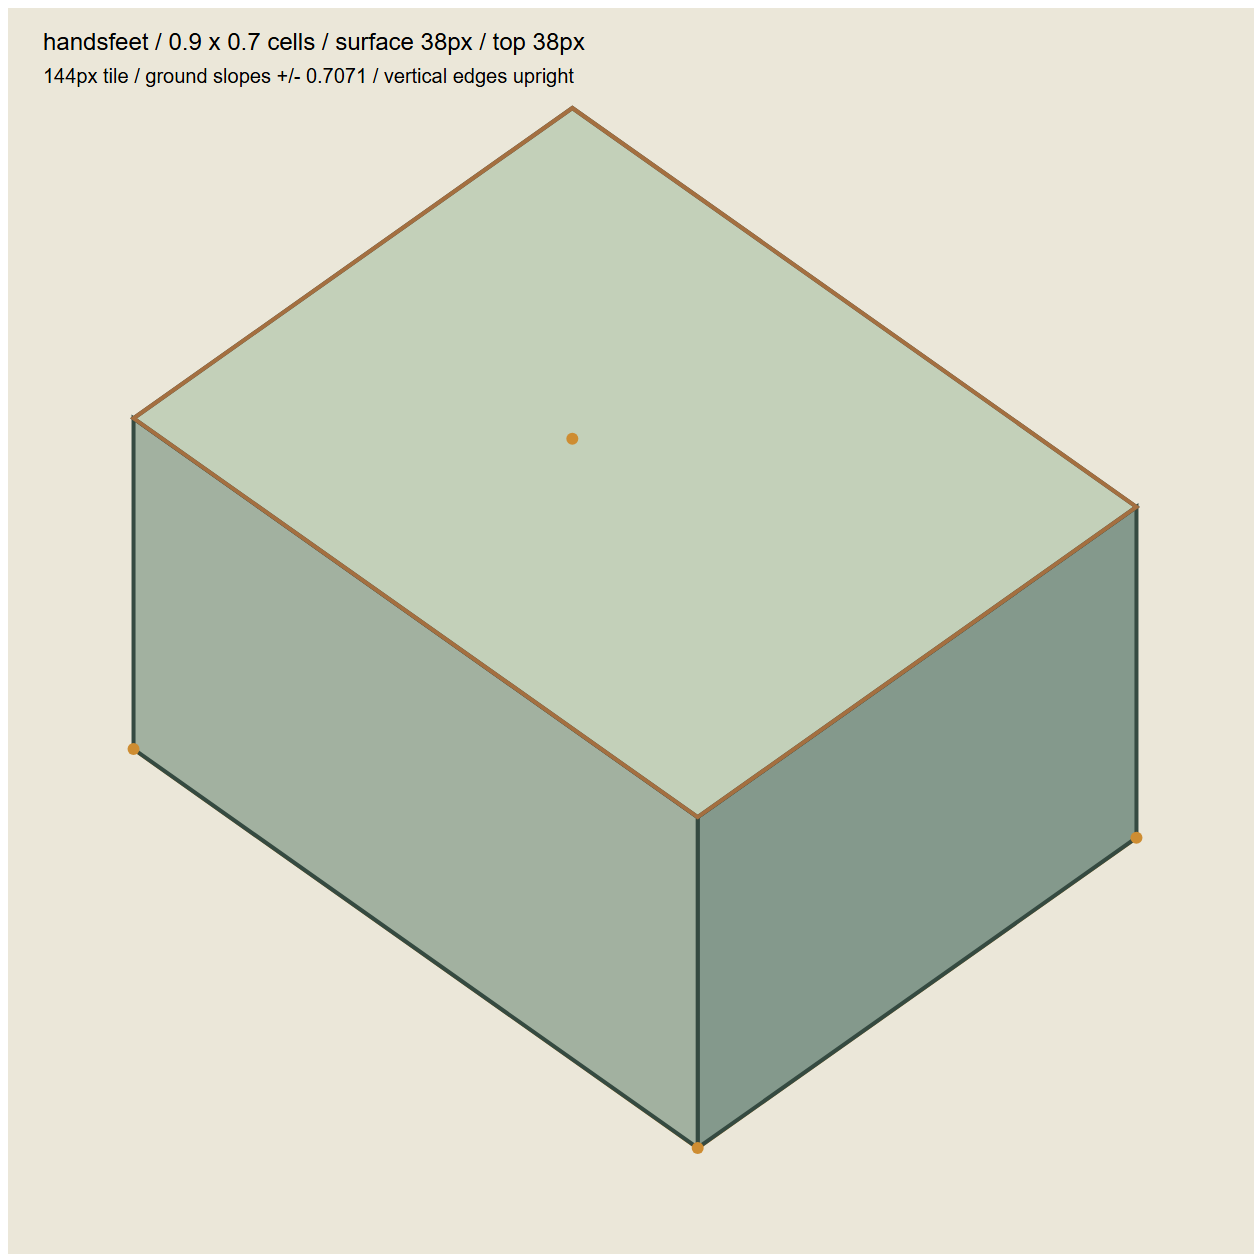 handsfeet / 0.9 x 0.7 cells / surface 38px / top 38px
144px tile / ground slopes +/- 0.7071 / vertical edges upright